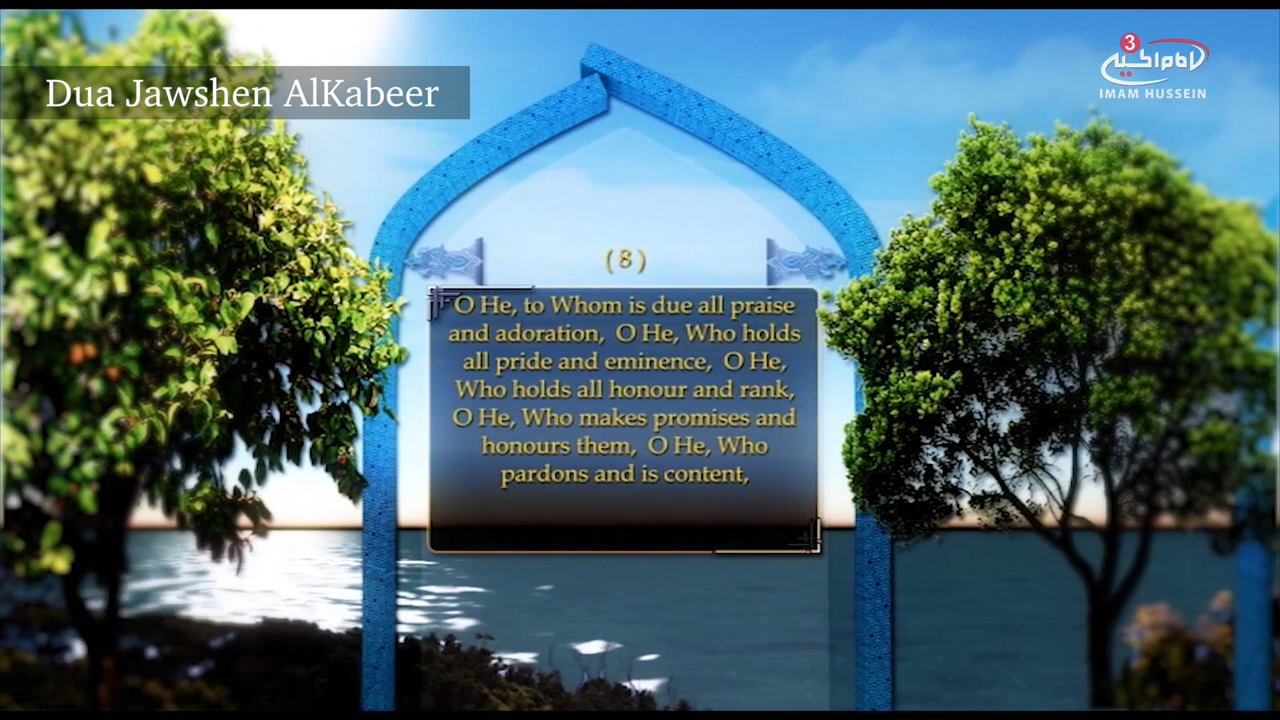 Dua Jawshen AlKabeer
3
IMAM HUSSEIN
(8)
O He, to Whom is due all praise
and adoration, O He, Who holds
all pride and eminence, O He,
Who holds all honour and rank,
O He, Who makes promises and
honours them, O He, Who
pardons and is content,